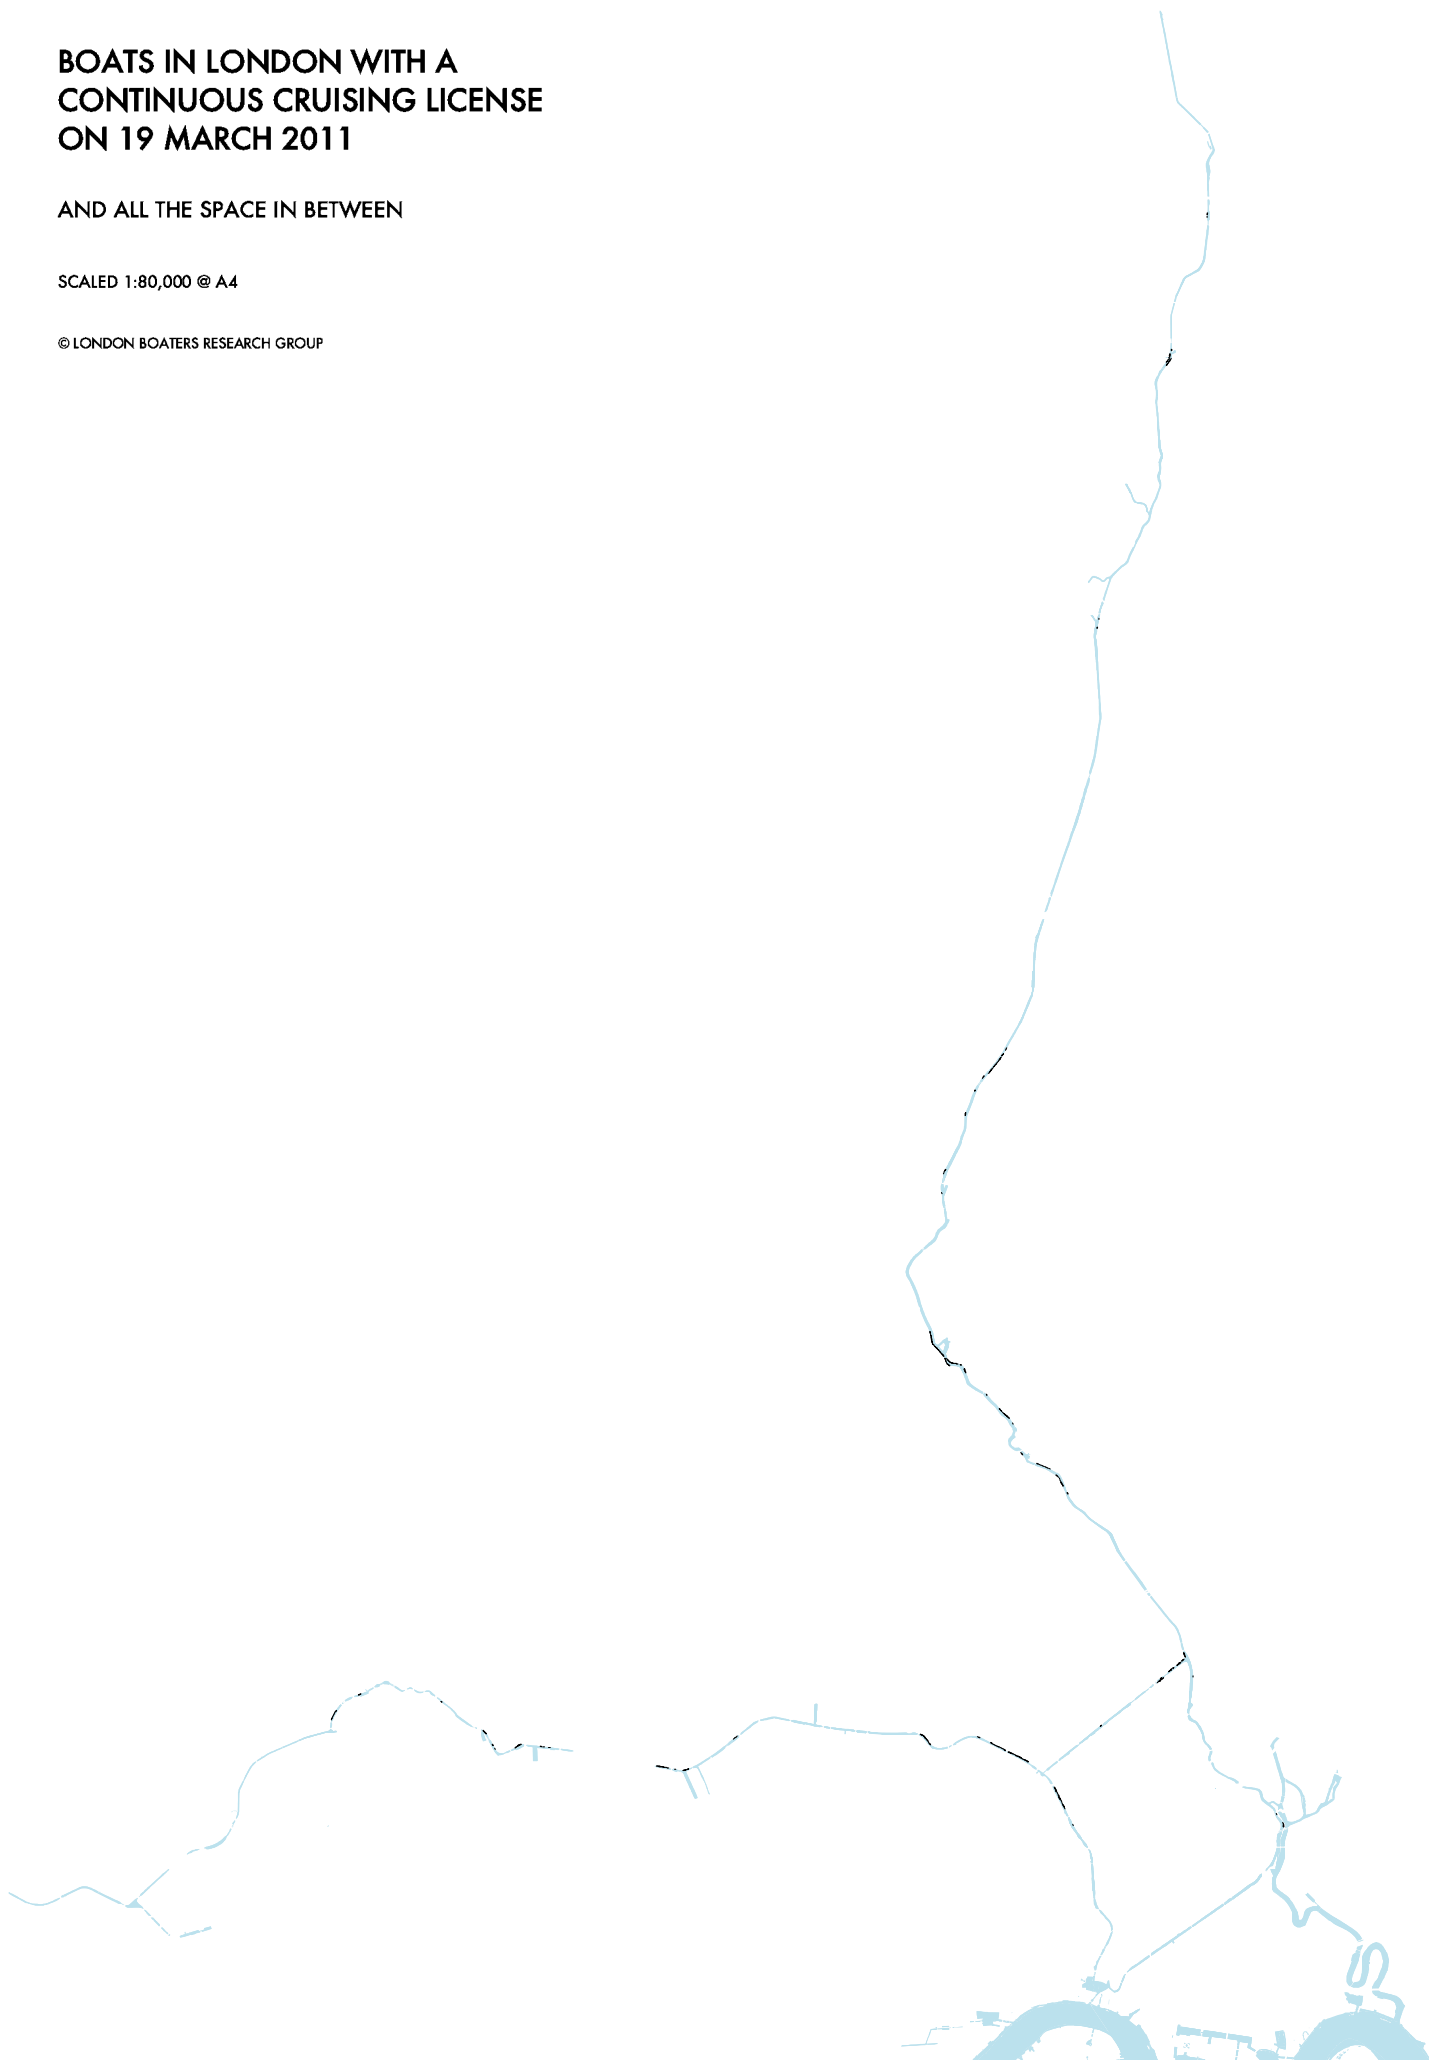 BOATS IN LONDON WITH A
CONTINUOUS CRUISING LICENSE
ON 19 MARCH 2011
AND ALL THE SPACE IN BETWEEN
SCALED 1:80,000 @ A4
© LONDON BOATERS RESEARCH GROUP